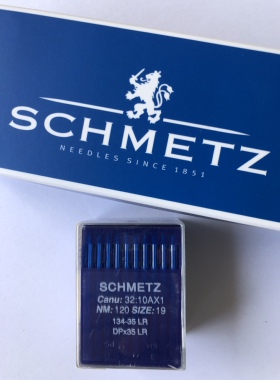 SCHMETZ
NEEDLES SINCE 1851
SCHMETZ
Canu: 32:10AX1
NM: 120 SIZE: 19
134-35 LR
DPx35 LR